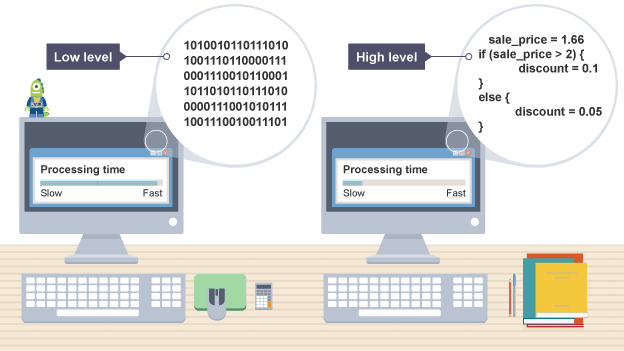 Low level
1010010110111010
1001110110000111
0001110010110001
1011010110111010
0000111001010111
1001110010011101
Processing time
Slow Fast
High level
sale_price = 1.66
if (sale_price > 2) {
discount = 0.1
}
else {
discount = 0.05
}
Processing time
Slow Fast